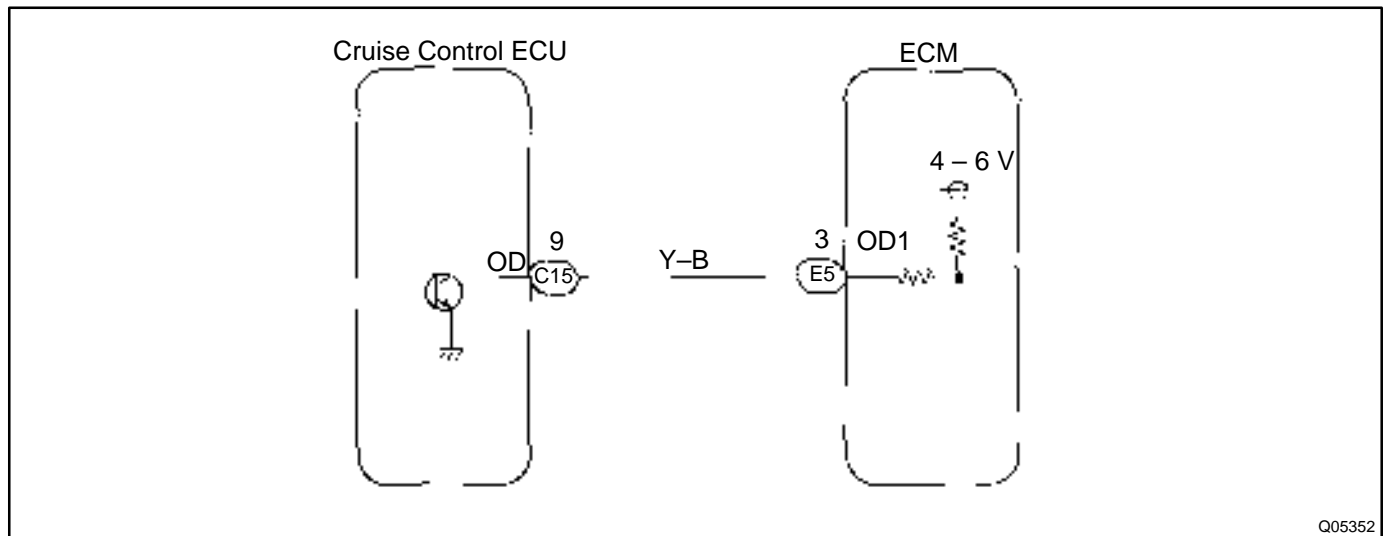 Cruise Control ECU
ECM
4 – 6 V
9
3
OD1
OD
C15
Y–B
E5
Q05352